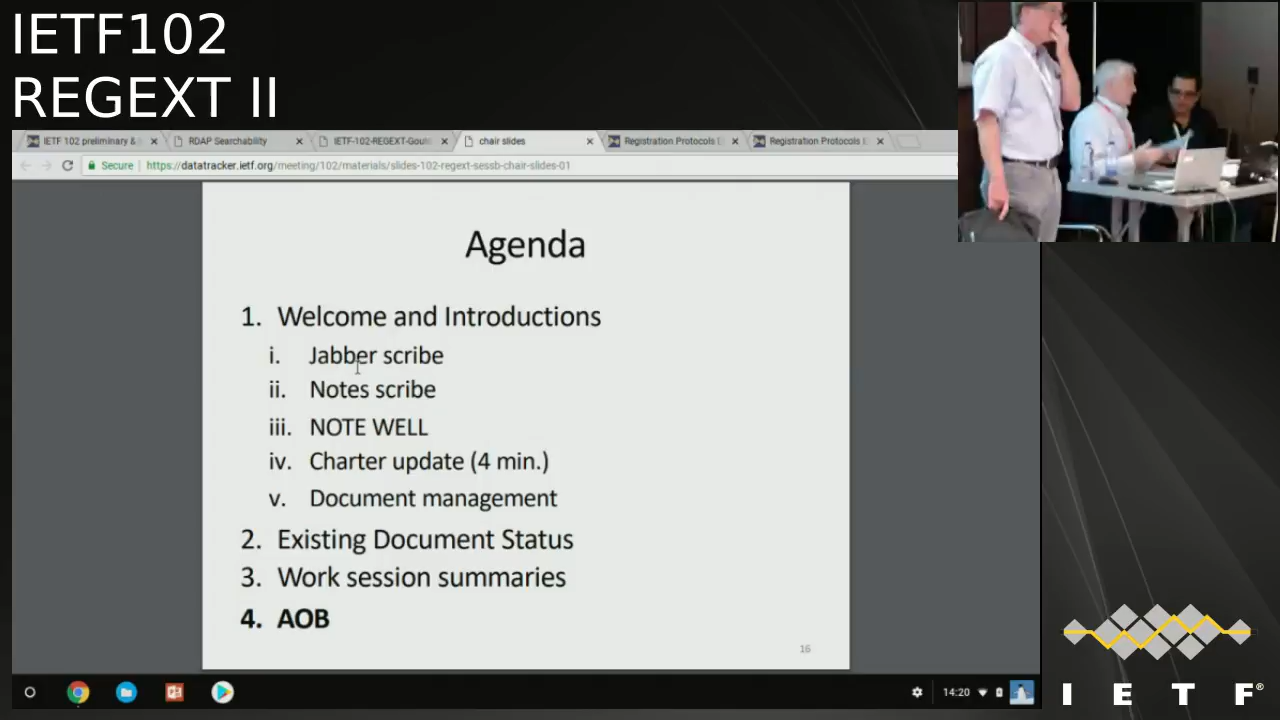 IETF102
REGEXT II
IETF 102 preliminary & 
RDAP Searchability
IETF-102-REGEXT-Gould
chair slides
Registration Protocols E
Registration Protocols E
Secure
https://datatracker.ietf.org/meeting/102/materials/slides-102-regext-sessb-chair-slides-01
Agenda
1. Welcome and Introductions
i. Jabber scribe
ii. Notes scribe
iii. NOTE WELL
iv. Charter update (4 min.)
v. Document management
2. Existing Document Status
3. Work session summaries
4. AOB
16
14:20
I E T F®